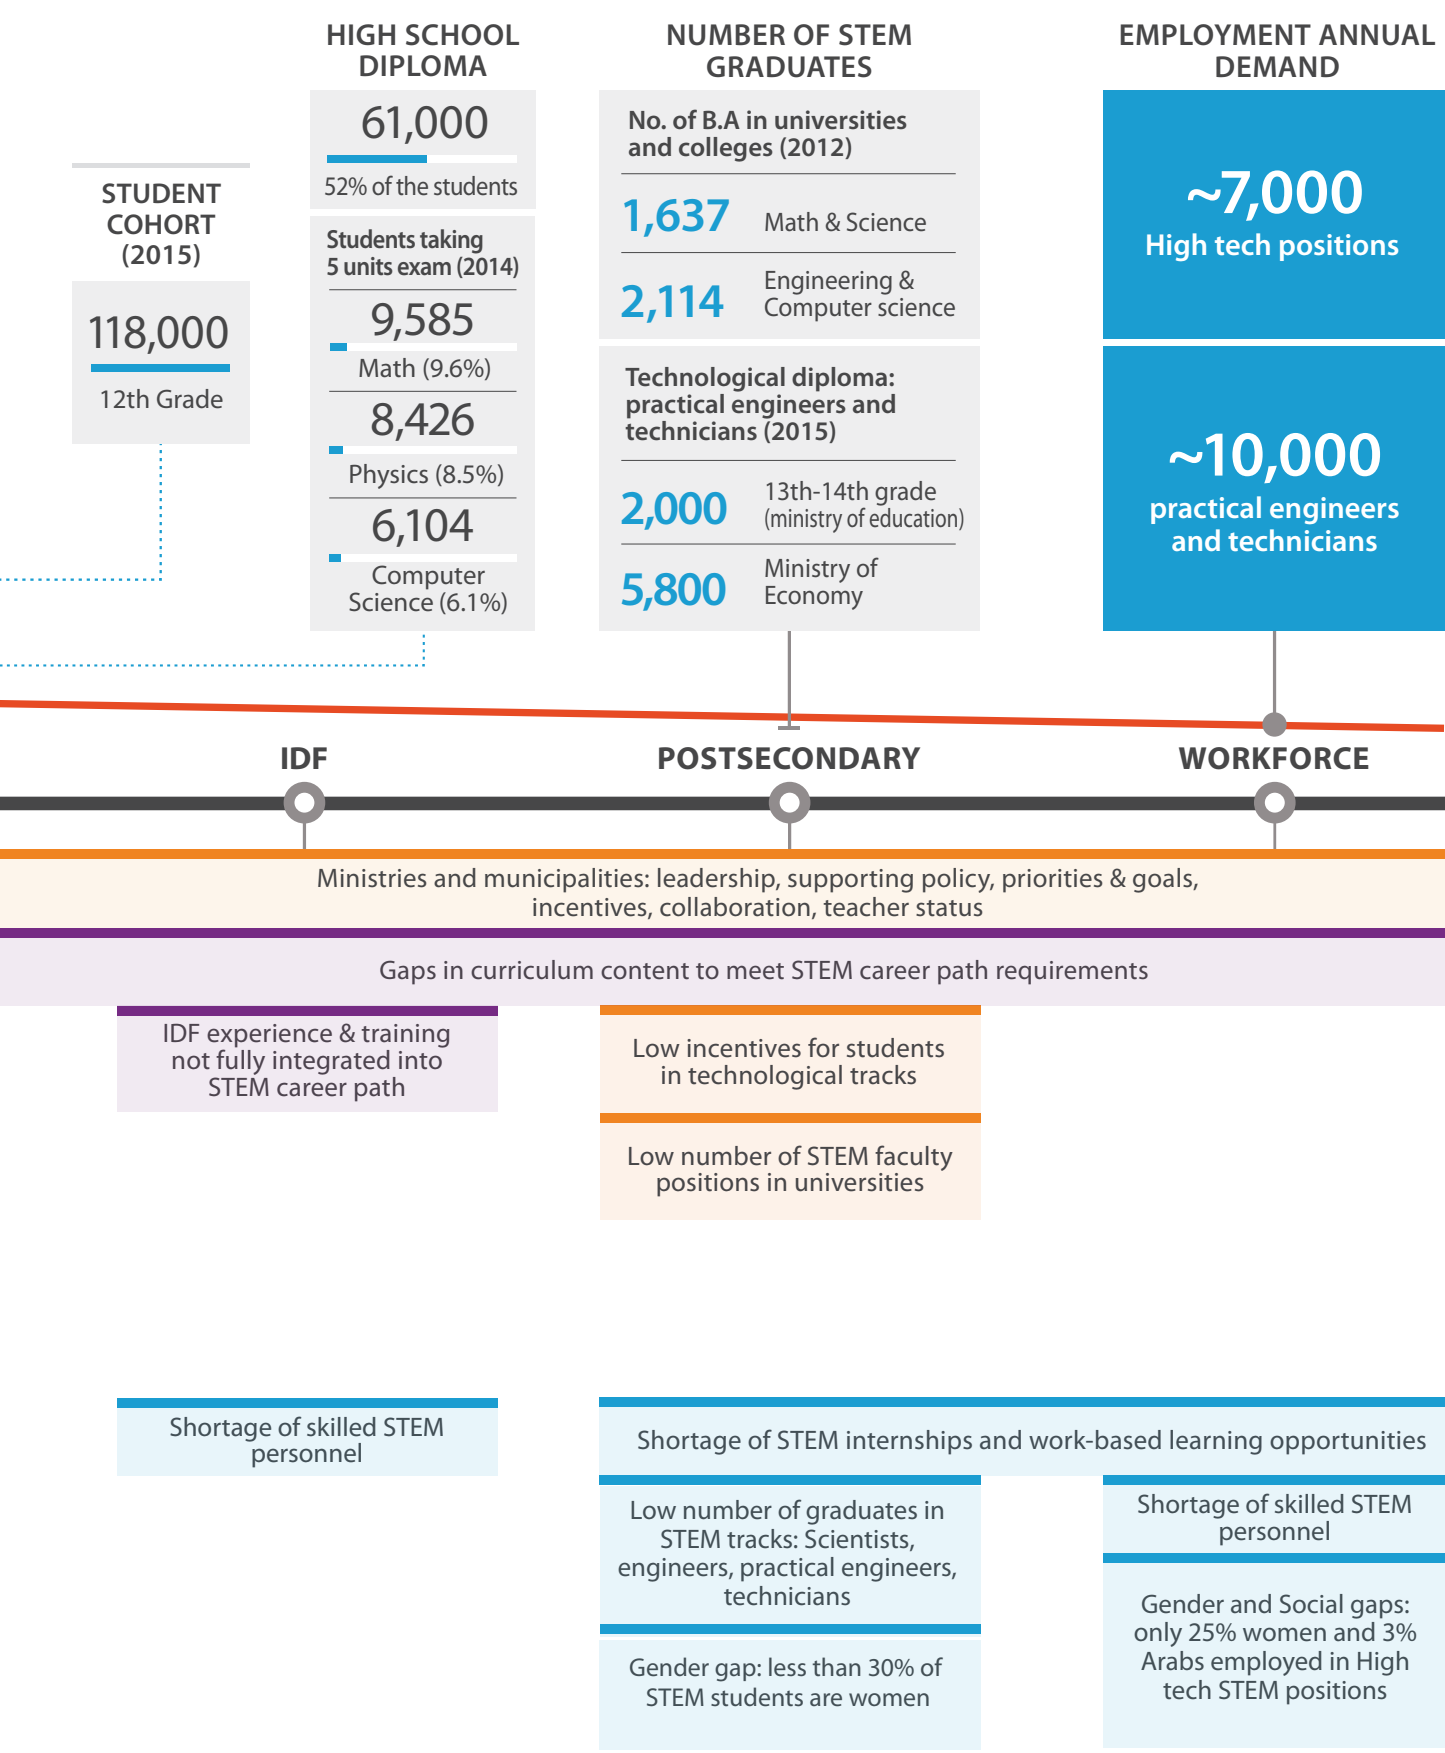 STUDENT
COHORT
(2015)
118,000
12th Grade
HIGH SCHOOL
DIPLOMA
61,000
52% of the students
Students taking
5 units exam (2014)
9,585
Math (9.6%)
8,426
Physics (8.5%)
6,104
Computer
Science (6.1%)
NUMBER OF STEM
GRADUATES
No. of B.A in universities
and colleges (2012)
1,637
Math & Science
2,114
Engineering &
Computer science
Technological diploma:
practical engineers and
technicians (2015)
2,000
13th-14th grade
(ministry of education)
5,800
Ministry of
Economy
EMPLOYMENT ANNUAL
DEMAND
~7,000
High tech positions
~10,000
practical engineers
and technicians
IDF
POSTSECONDARY
WORKFORCE
Ministries and municipalities: leadership, supporting policy, priorities & goals,
incentives, collaboration, teacher status
Gaps in curriculum content to meet STEM career path requirements
IDF experience & training
not fully integrated into
STEM career path
Low incentives for students
in technological tracks
Low number of STEM faculty
positions in universities
Shortage of skilled STEM
personnel
Shortage of STEM internships and work-based learning opportunities
Low number of graduates in
STEM tracks: Scientists,
engineers, practical engineers,
technicians
Gender gap: less than 30% of
STEM students are women
Shortage of skilled STEM
personnel
Gender and Social gaps:
only 25% women and 3%
Arabs employed in High
tech STEM positions